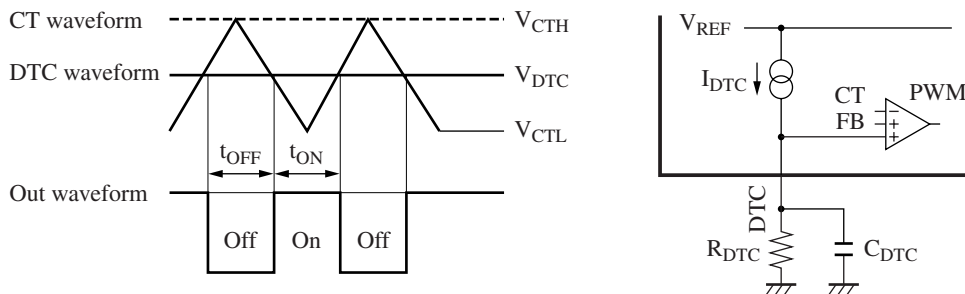 CT waveform
V_CTH
DTC waveform
V_DTC
V_CTL
t_OFF
t_ON
Out waveform
Off
On
Off
V_REF
I_DTC
CT
FB
PWM
−
+
+
DTC
R_DTC
C_DTC